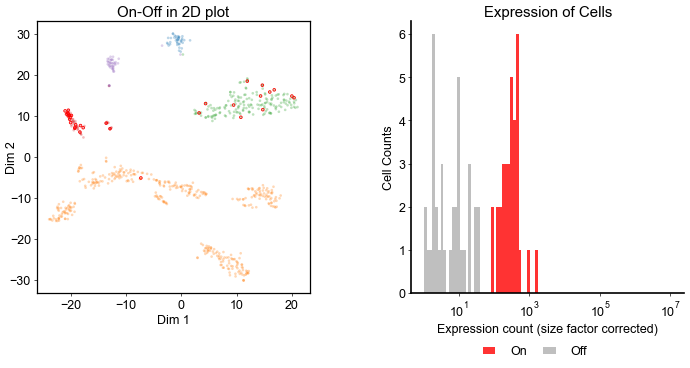 On-Off in 2D plot
Expression of Cells
30
20
10
0
−10
−20
−30
Dim 2
−20
−10
0
10
20
Dim 1
6
5
4
3
2
1
0
Cell Counts
10^1
10^3
10^5
10^7
Expression count (size factor corrected)
On
Off